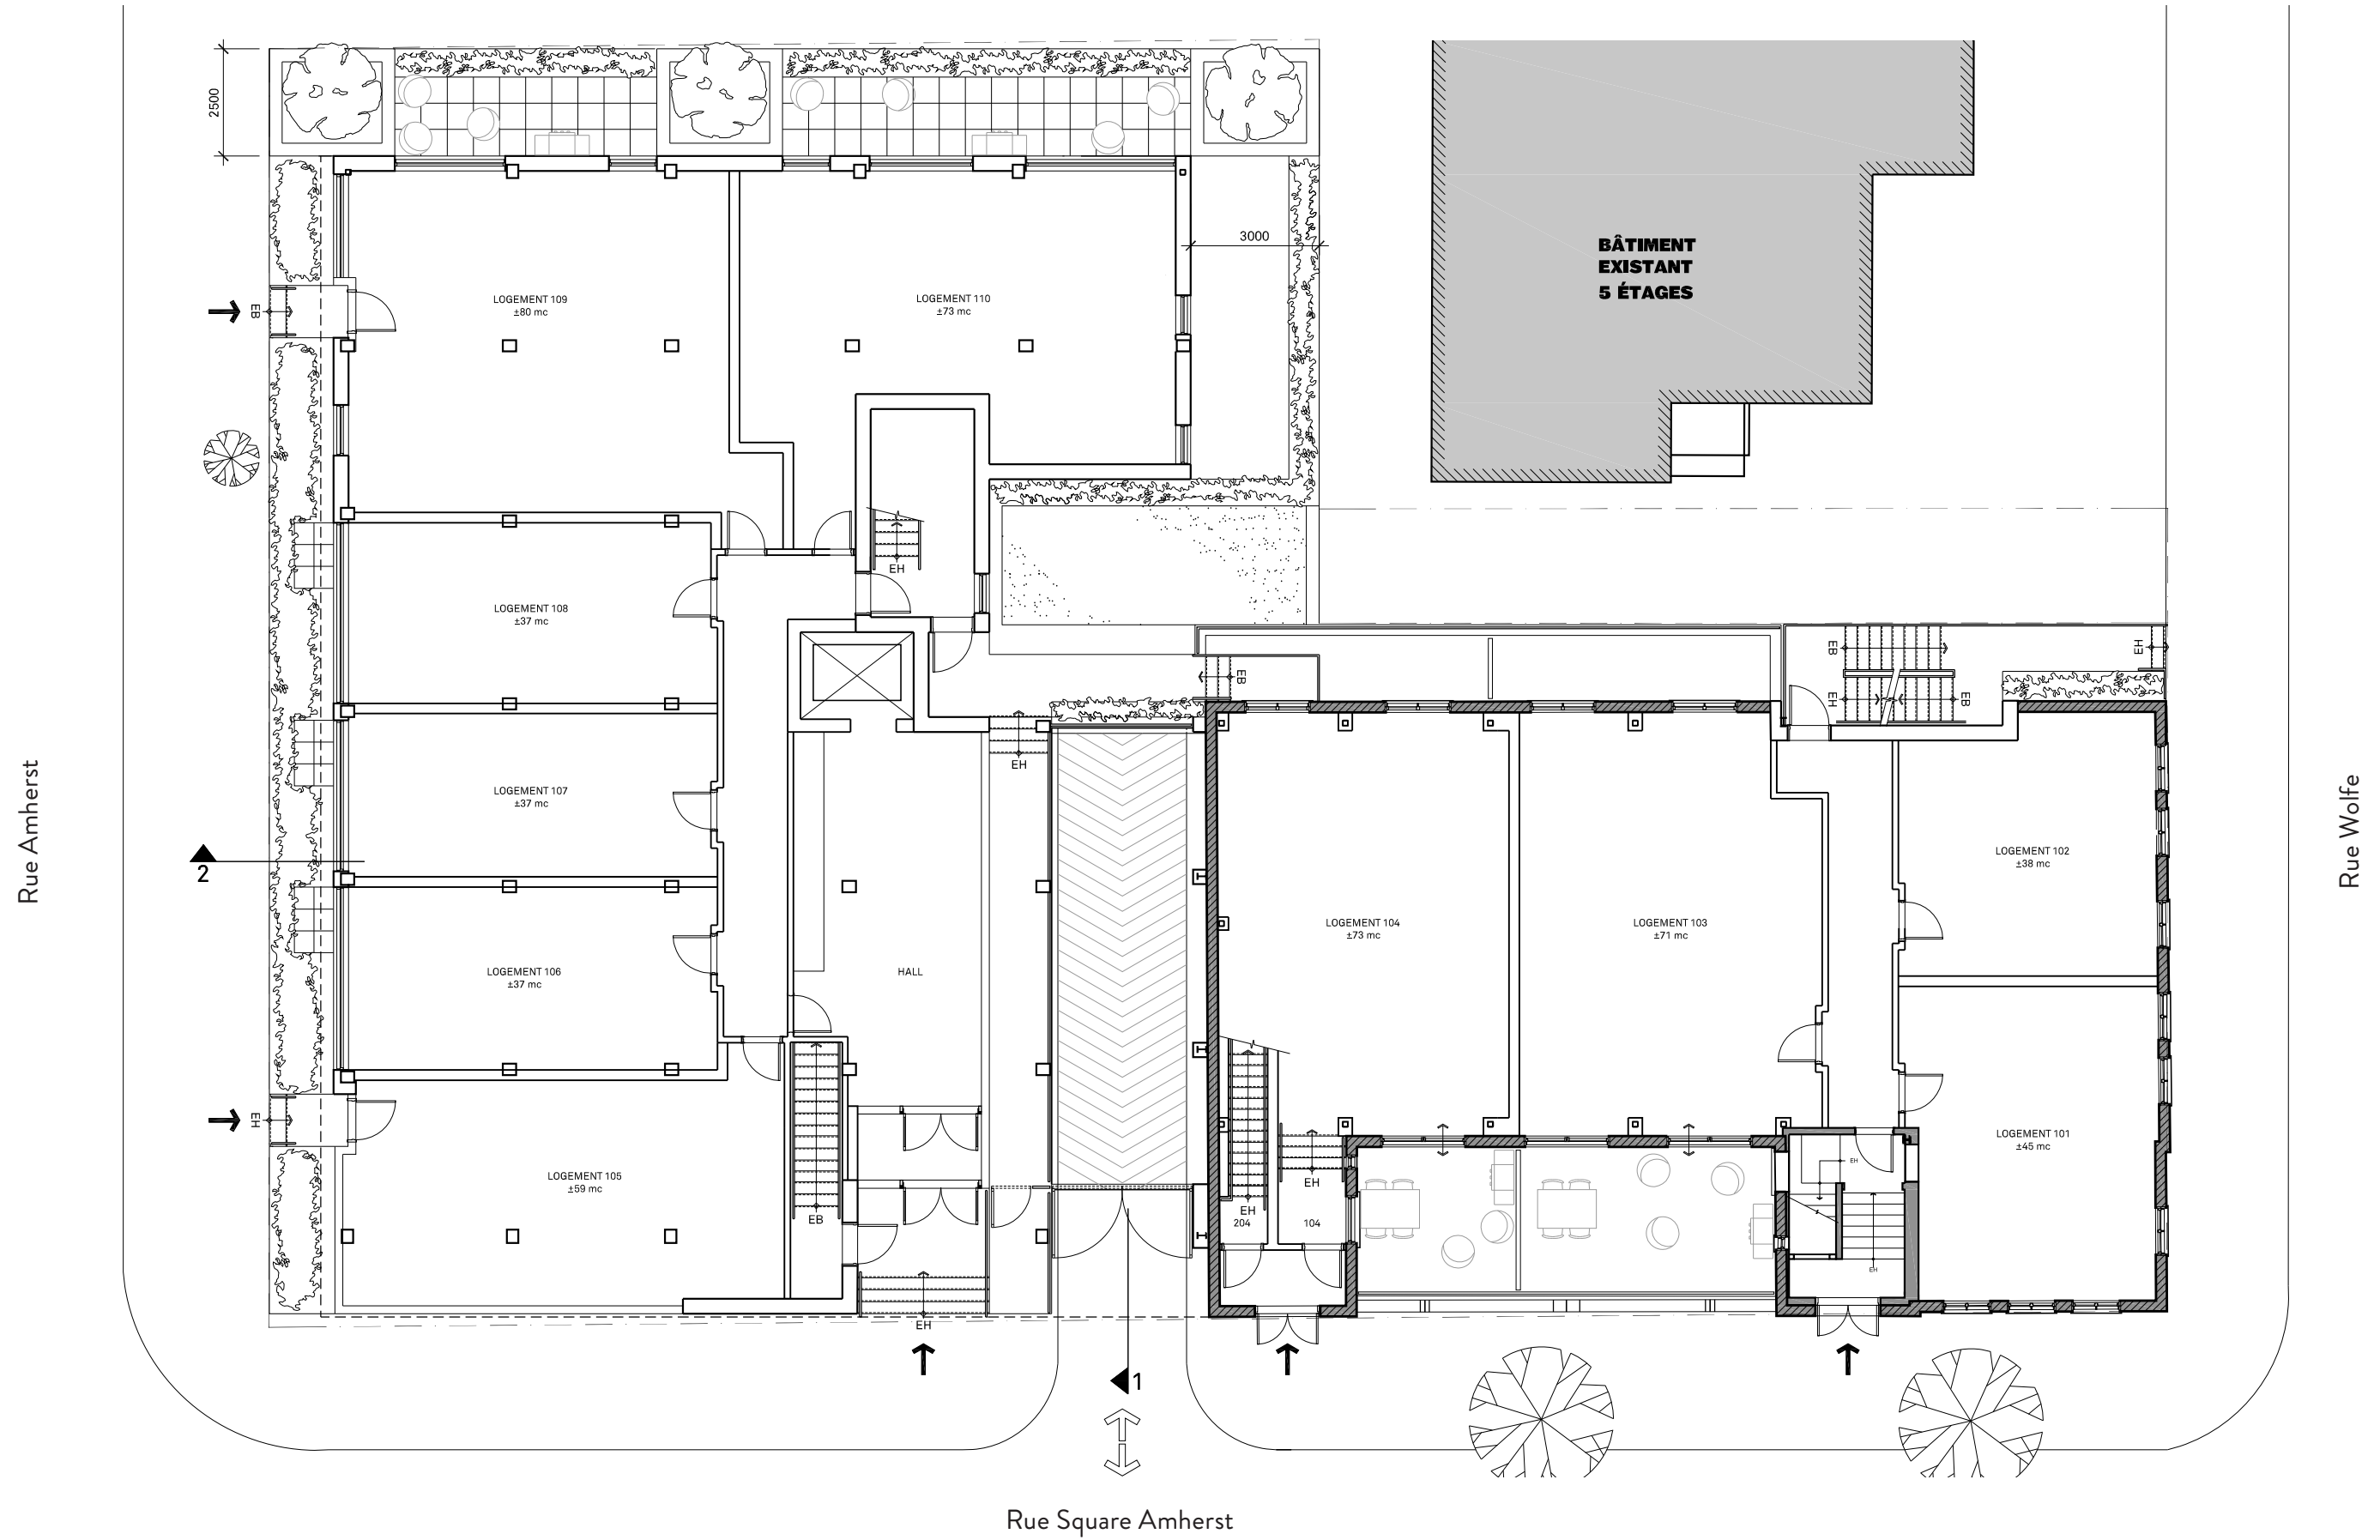 2500
3000
BÂTIMENT
EXISTANT
5 ÉTAGES
LOGEMENT 109
±80 mc
LOGEMENT 110
±73 mc
EB
EH
LOGEMENT 108
±37 mc
EB
EB
EH
EH
EB
LOGEMENT 107
±37 mc
EH
Rue Amherst
Rue Wolfe
2
LOGEMENT 102
±38 mc
LOGEMENT 104
±73 mc
LOGEMENT 103
±71 mc
LOGEMENT 106
±37 mc
HALL
EH
LOGEMENT 101
±45 mc
LOGEMENT 105
±59 mc
EH
EH
EB
EH
204
104
EH
EH
1
Rue Square Amherst